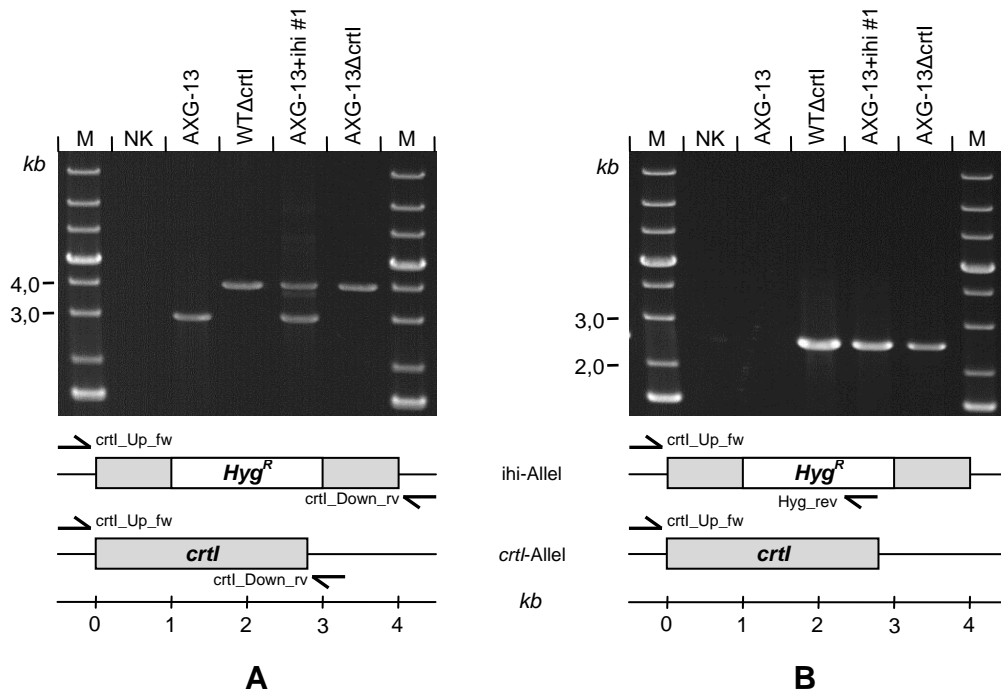 M NK AXG-13 WTΔcrtI AXG-13+ihi #1 AXG-13ΔcrtI M
kb
4,0
3,0
crtI_Up_fw
Hyg^R
crtI_Down_rv
crtI_Up_fw
crtI
crtI_Down_rv
0 1 2 3 4
A
ihi-Allel
crtI-Allel
kb
M NK AXG-13 WTΔcrtI AXG-13+ihi #1 AXG-13ΔcrtI M
kb
3,0
2,0
crtI_Up_fw
Hyg^R
Hyg_rev
crtI_Up_fw
crtI
0 1 2 3 4
B